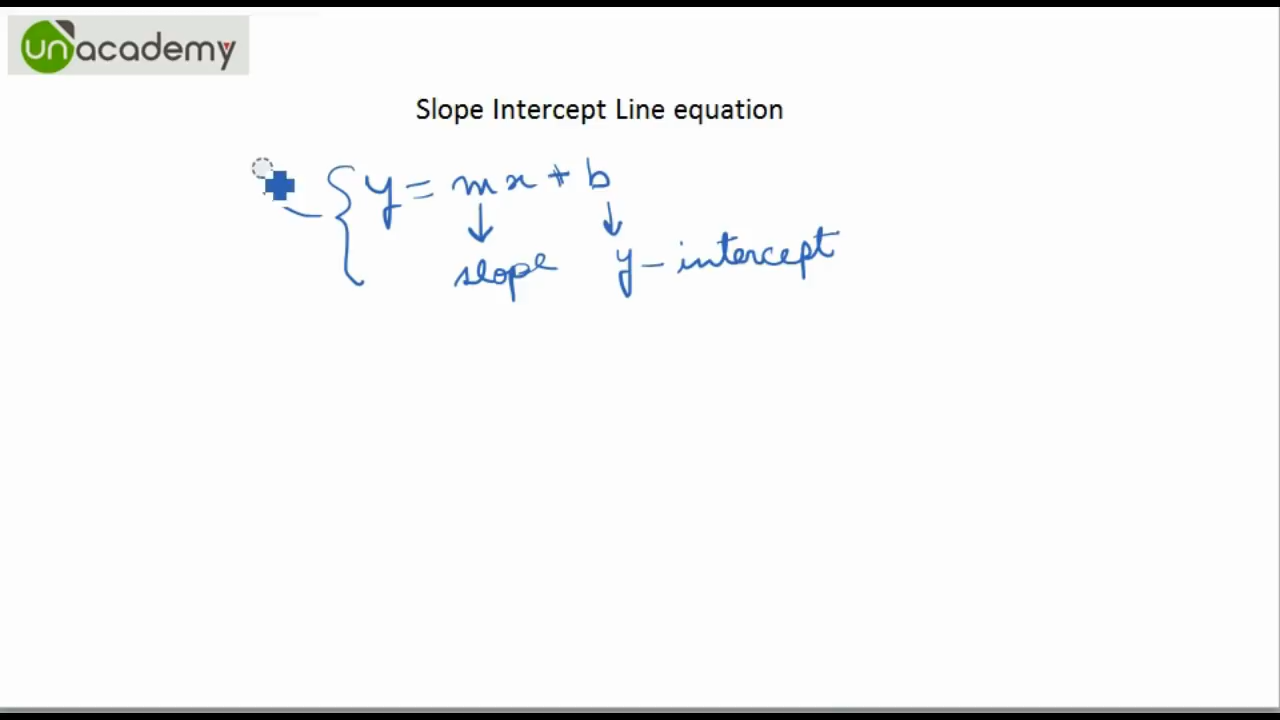 unacademy
Slope Intercept Line equation
y = mx + b
slope y-intercept